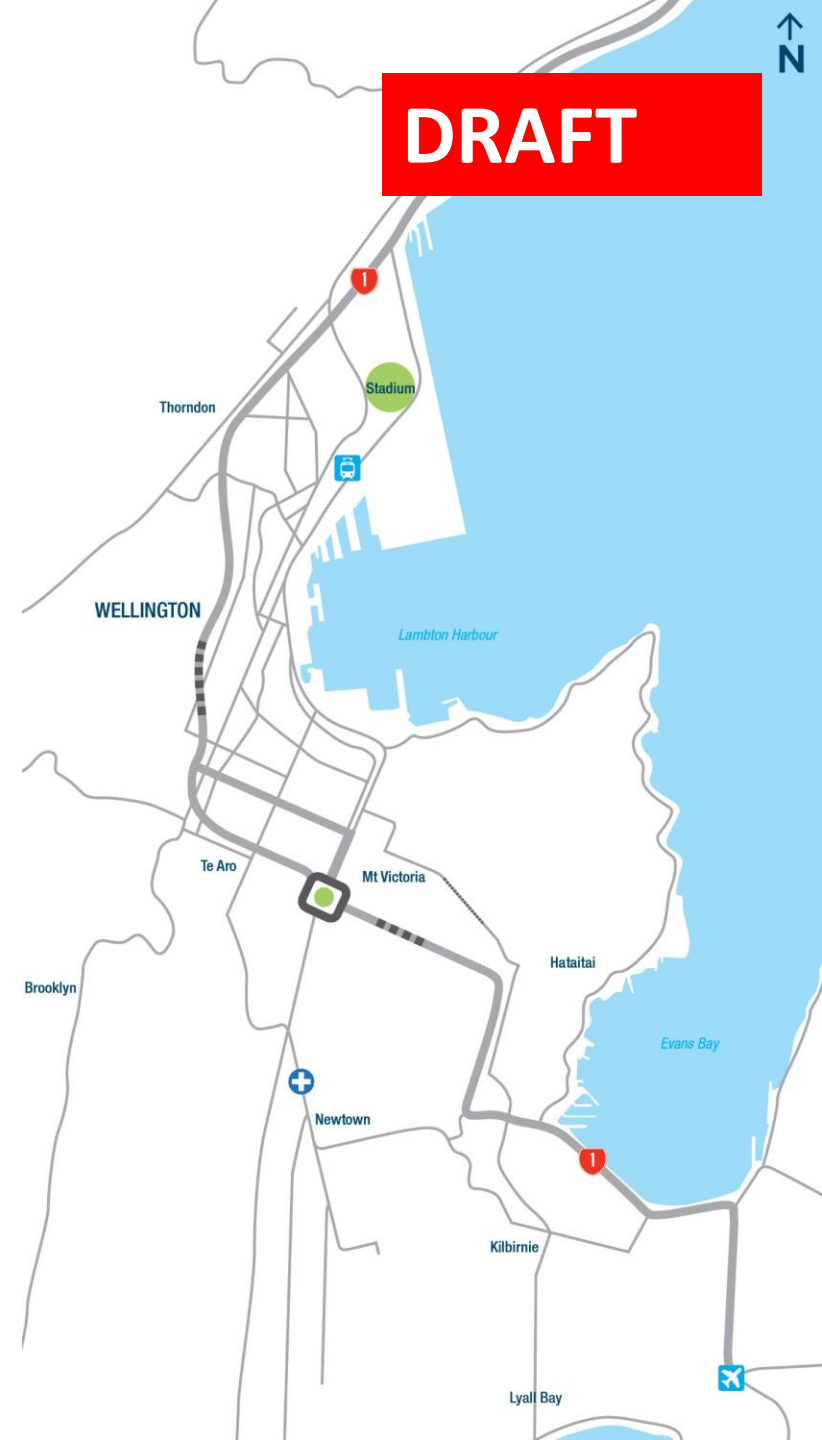 N
DRAFT
1
Stadium
Thorndon
WELLINGTON
Lambton Harbour
Te Aro
Mt Victoria
Hataitai
Brooklyn
Evans Bay
Newtown
1
Kilbirnie
Lyall Bay